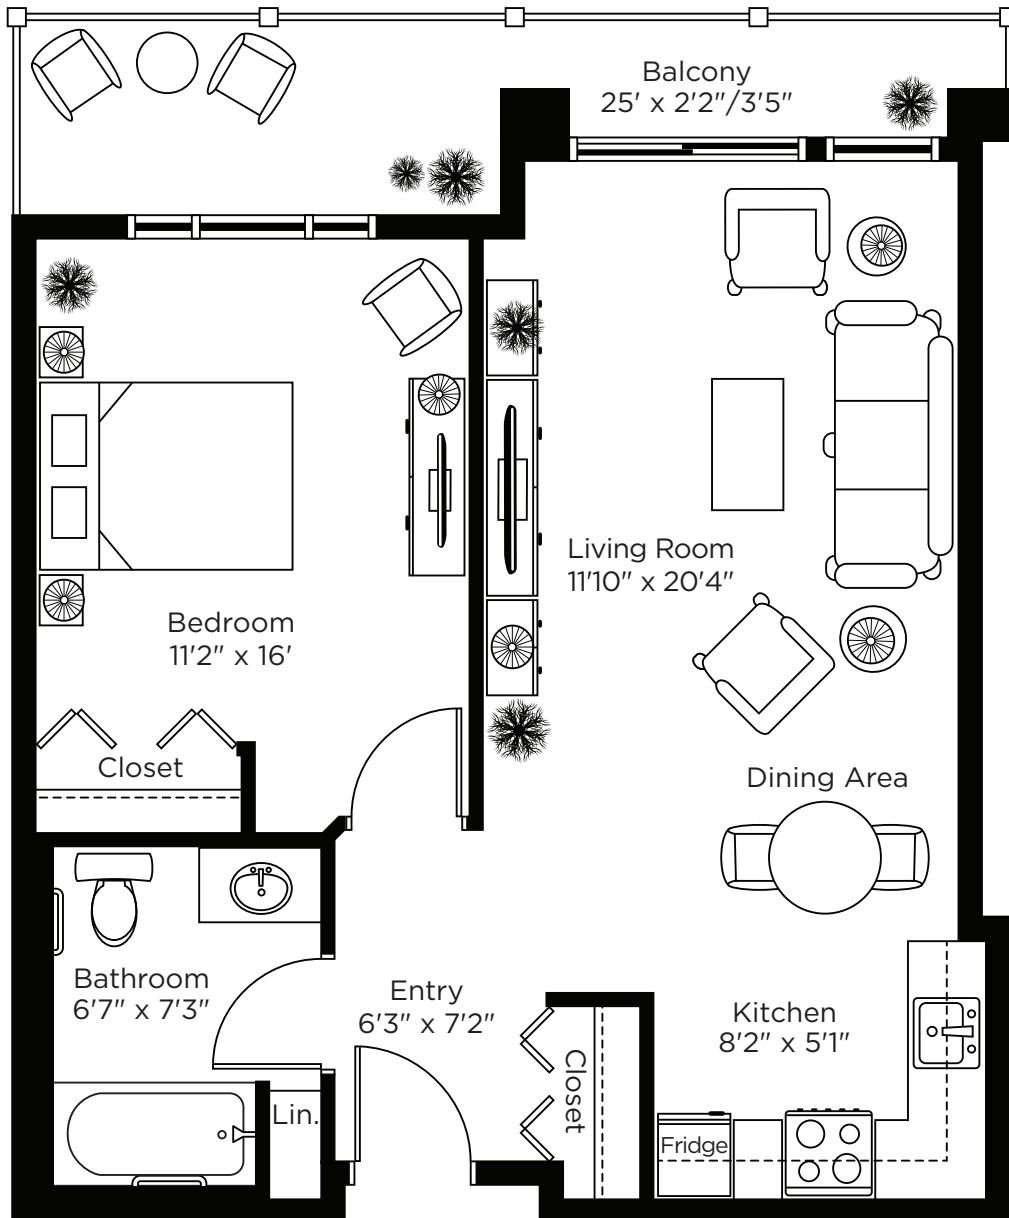 Balcony
25' x 2'2"/3'5"
Living Room
11'10" x 20'4"
Bedroom
11'2" x 16'
Closet
Dining Area
Bathroom
6'7" x 7'3"
Entry
6'3" x 7'2"
Kitchen
8'2" x 5'1"
Closet
Lin.
Fridge